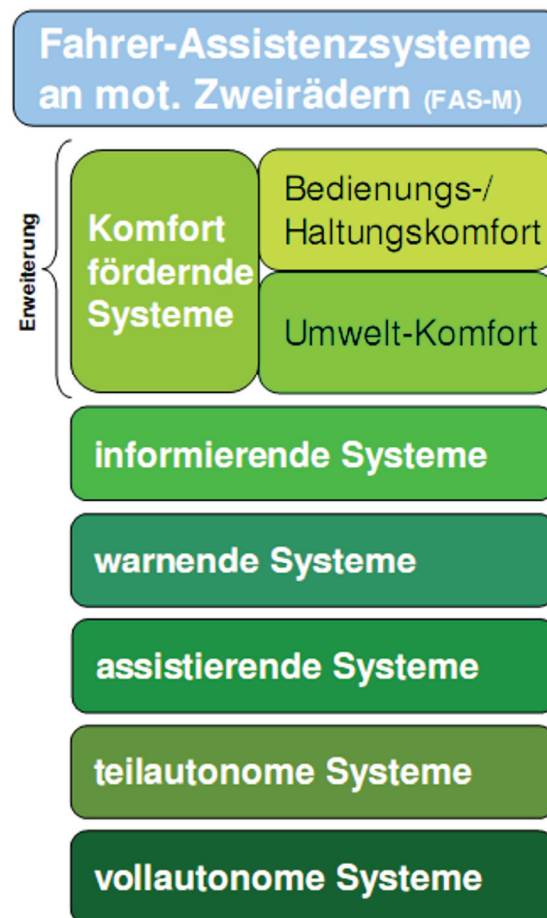 Fahrer-Assistenzsysteme
an mot. Zweirädern (FAS-M)
Erweiterung
Komfort
fördernde
Systeme
Bedienungs-/
Haltungskomfort
Umwelt-Komfort
informierende Systeme
warnende Systeme
assistierende Systeme
teilautonome Systeme
vollautonome Systeme